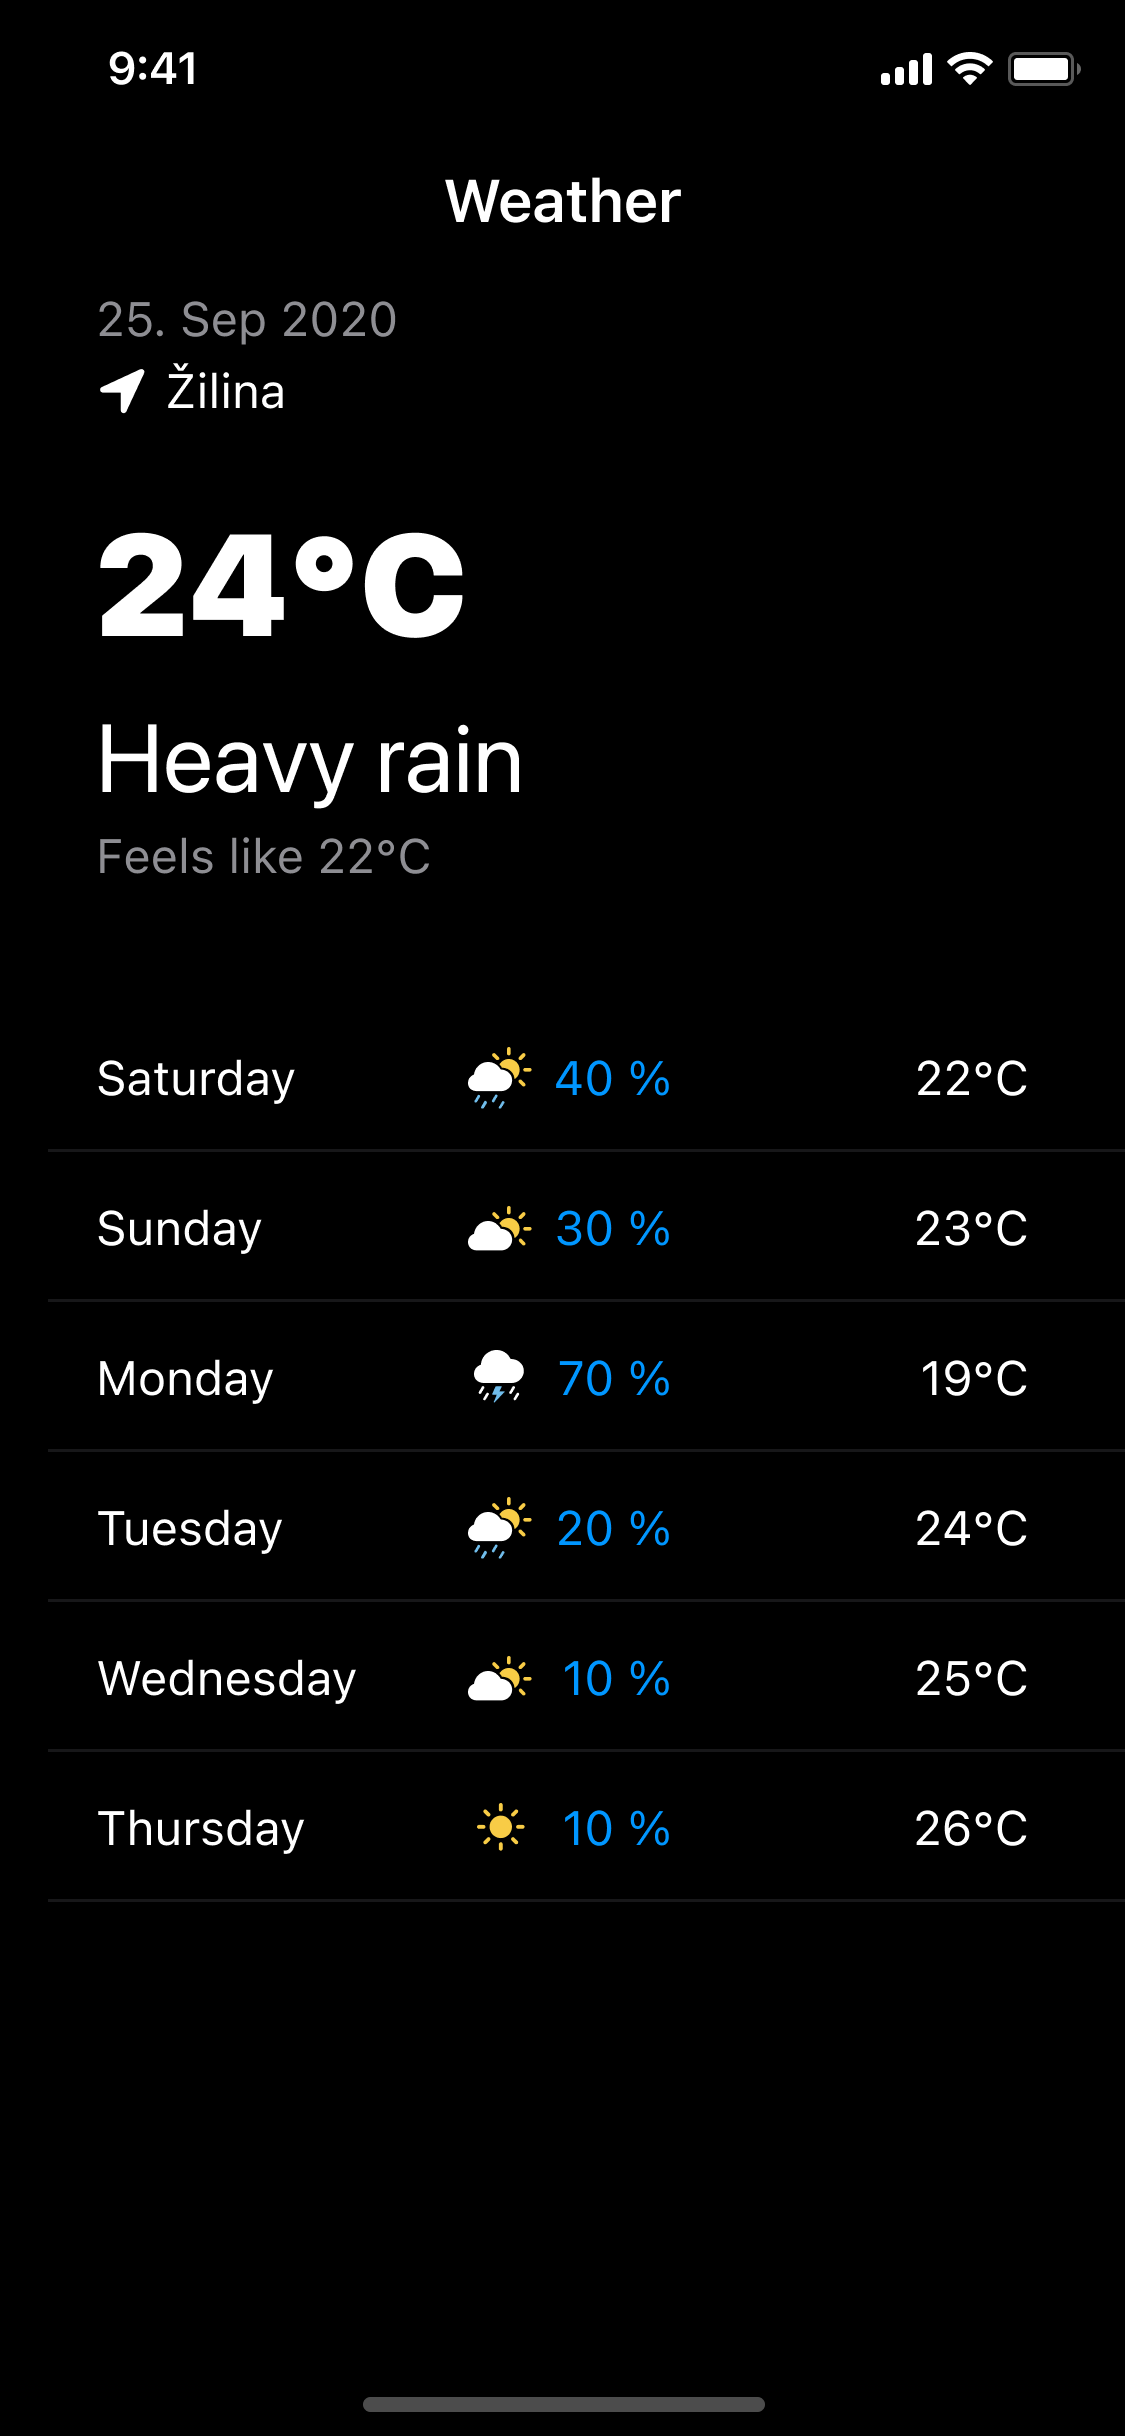 9:41
Weather
25. Sep 2020
Žilina
24°C
Heavy rain
Feels like 22°C
Saturday 40 % 22°C
Sunday 30 % 23°C
Monday 70 % 19°C
Tuesday 20 % 24°C
Wednesday 10 % 25°C
Thursday 10 % 26°C